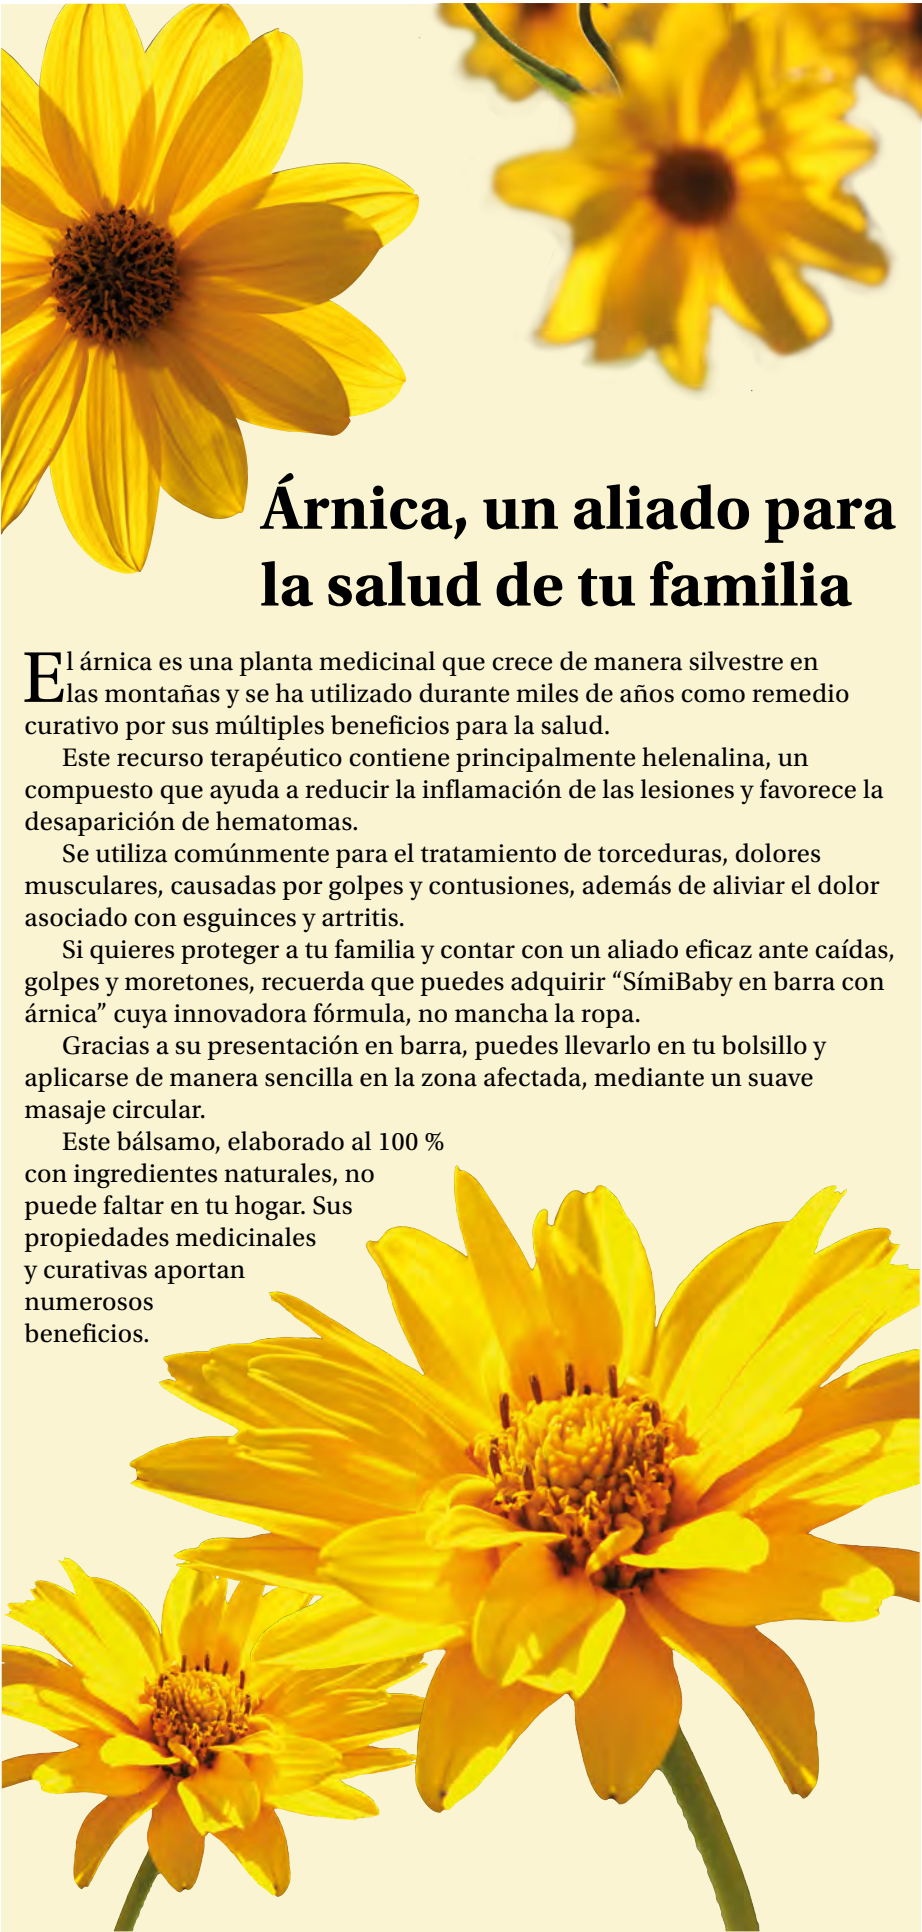 Árnica, un aliado para
la salud de tu familia
El árnica es una planta medicinal que crece de manera silvestre en
las montañas y se ha utilizado durante miles de años como remedio
curativo por sus múltiples beneficios para la salud.
Este recurso terapéutico contiene principalmente helenalina, un
compuesto que ayuda a reducir la inflamación de las lesiones y favorece la
desaparición de hematomas.
Se utiliza comúnmente para el tratamiento de torceduras, dolores
musculares, causadas por golpes y contusiones, además de aliviar el dolor
asociado con esguinces y artritis.
Si quieres proteger a tu familia y contar con un aliado eficaz ante caídas,
golpes y moretones, recuerda que puedes adquirir “SímiBaby en barra con
árnica” cuya innovadora fórmula, no mancha la ropa.
Gracias a su presentación en barra, puedes llevarlo en tu bolsillo y
aplicarse de manera sencilla en la zona afectada, mediante un suave
masaje circular.
Este bálsamo, elaborado al 100 %
con ingredientes naturales, no
puede faltar en tu hogar. Sus
propiedades medicinales
y curativas aportan
numerosos
beneficios.